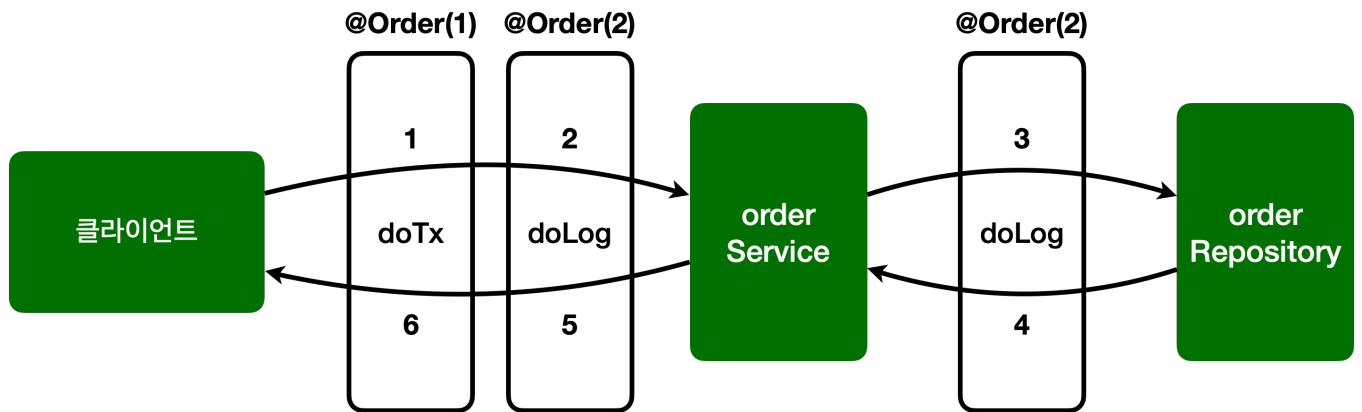 @Order(1)
@Order(2)
@Order(2)
1
2
3
클라이언트
doTx
doLog
order
Service
doLog
order
Repository
6
5
4